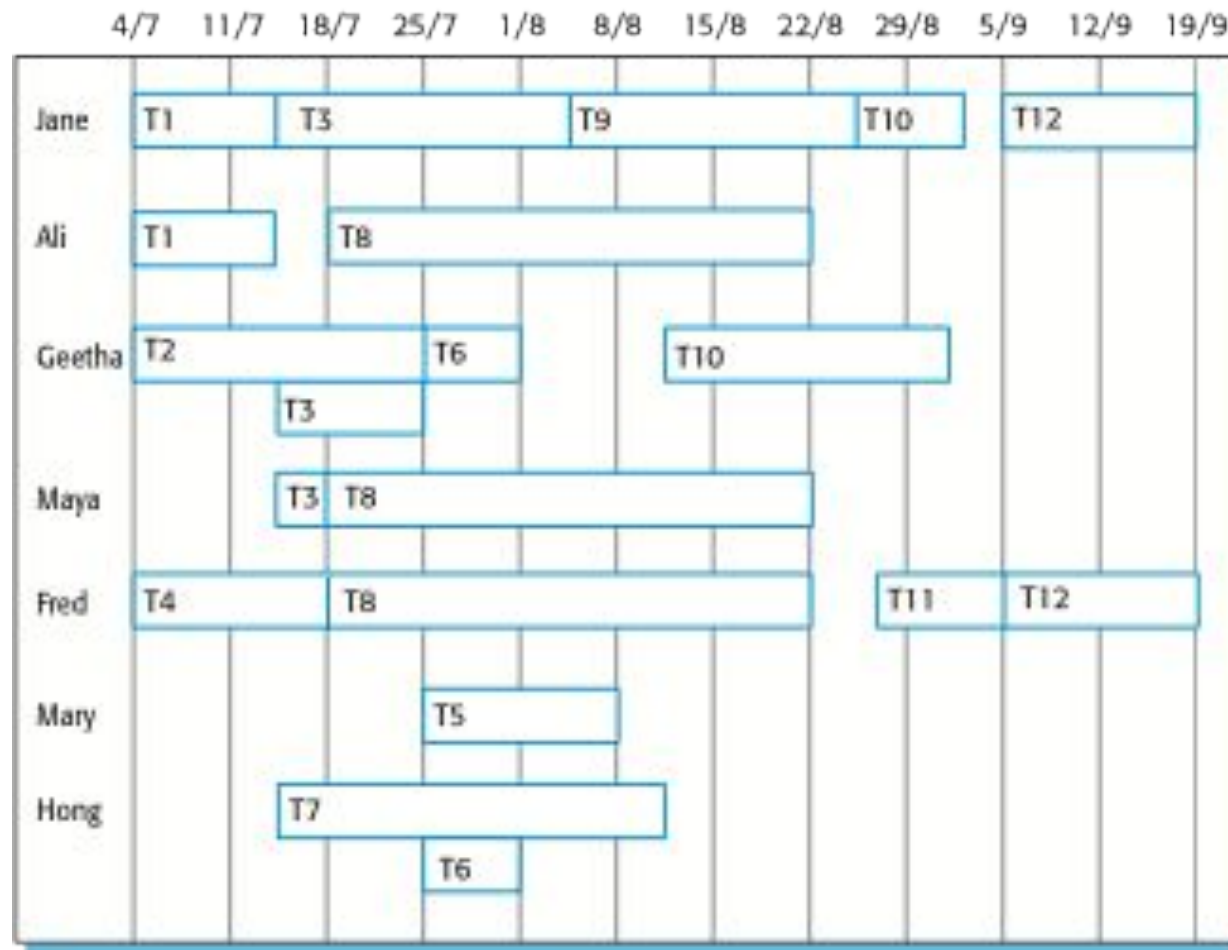 4/7 11/7 18/7 25/7 1/8 8/8 15/8 22/8 29/8 5/9 12/9 19/9
Jane T1 T3 T9 T10 T12
Ali T1 T8
Geetha T2 T6 T10
T3
Maya T3 T8
Fred T4 T8 T11 T12
Mary T5
Hong T7
T6